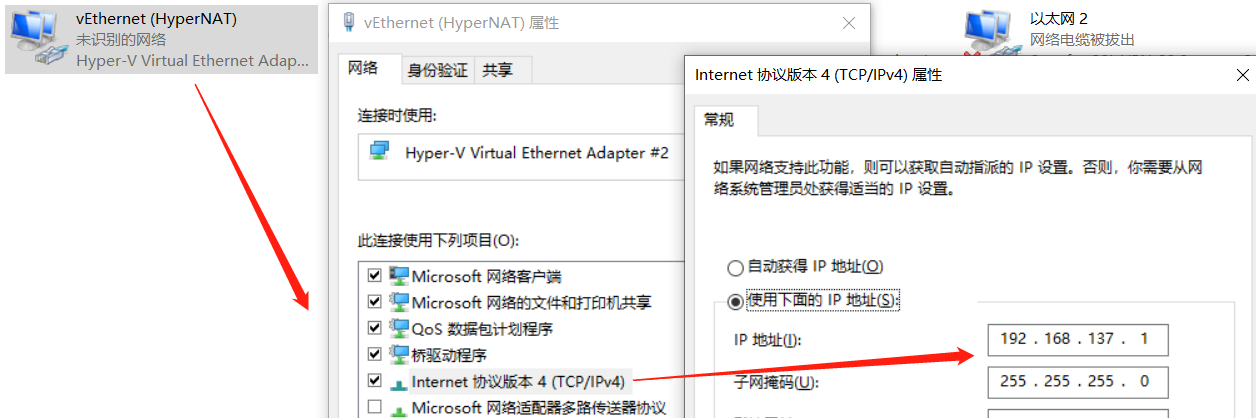 vEthernet (HyperNAT)
未识别的网络
Hyper-V Virtual Ethernet Adap...
vEthernet (HyperNAT) 属性
网络
身份验证
共享
连接时使用:
Hyper-V Virtual Ethernet Adapter #2
此连接使用下列项目(O):
Microsoft 网络客户端
Microsoft 网络的文件和打印机共享
QoS 数据包计划程序
桥驱动程序
Internet 协议版本 4 (TCP/IPv4)
Microsoft 网络适配器多路传送器协议
以太网 2
网络电缆被拔出
Internet 协议版本 4 (TCP/IPv4) 属性
常规
如果网络支持此功能，则可以获取自动指派的 IP 设置。否则，你需要从网
络系统管理员处获得适当的 IP 设置。
自动获得 IP 地址(O)
使用下面的 IP 地址(S):
IP 地址(I):
192 . 168 . 137 . 1
子网掩码(U):
255 . 255 . 255 . 0